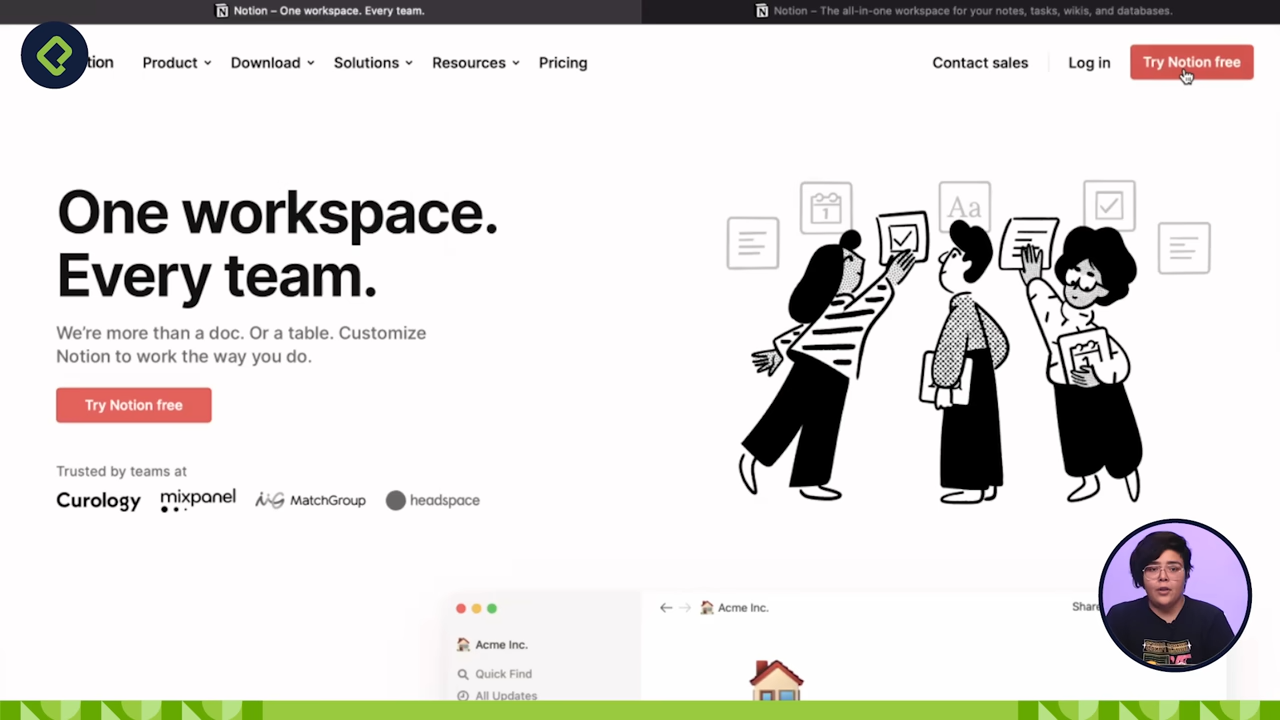 Notion – One workspace. Every team.
Notion – The all-in-one workspace for your notes, tasks, wikis, and databases.
tion
Product
Download
Solutions
Resources
Pricing
Contact sales
Log in
Try Notion free
One workspace.
Every team.
We're more than a doc. Or a table. Customize
Notion to work the way you do.
Try Notion free
Trusted by teams at
Curology
mixpanel
MatchGroup
headspace
1
Aa
Acme Inc.
Quick Find
All Updates
Acme Inc.
Share